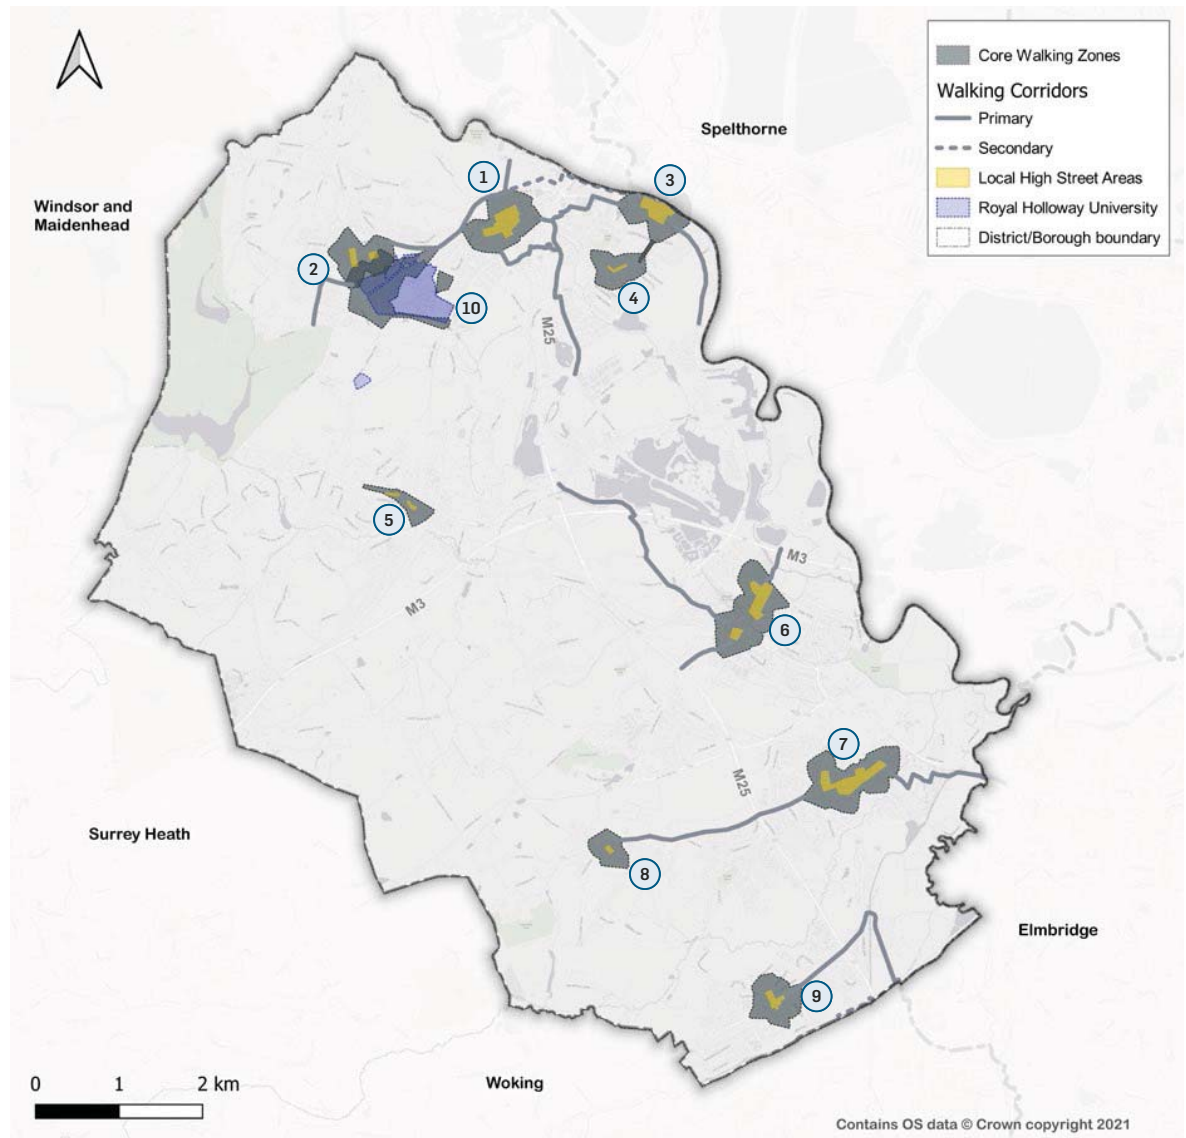 Core Walking Zones
Walking Corridors
Primary
Secondary
Local High Street Areas
Royal Holloway University
District/Borough boundary
Spelthorne
Windsor and
Maidenhead
1
3
2
4
10
M25
5
M3
M3
6
7
M25
Surrey Heath
8
Elmbridge
9
0 1 2 km
Woking
Contains OS data © Crown copyright 2021